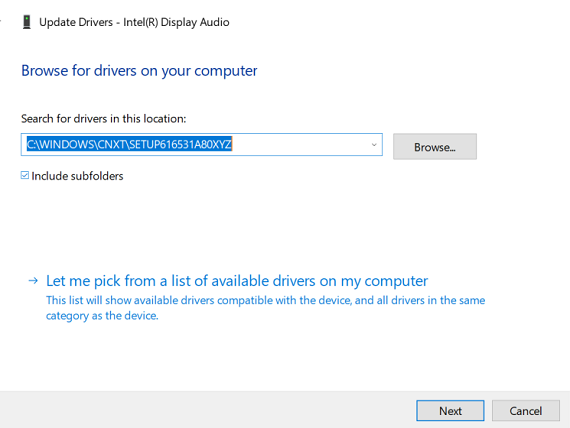 Update Drivers - Intel(R) Display Audio
Browse for drivers on your computer
Search for drivers in this location:
C:\WINDOWS\CNXT\SETUP616531A80XYZ
Browse...
Include subfolders
Let me pick from a list of available drivers on my computer
This list will show available drivers compatible with the device, and all drivers in the same
category as the device.
Next
Cancel